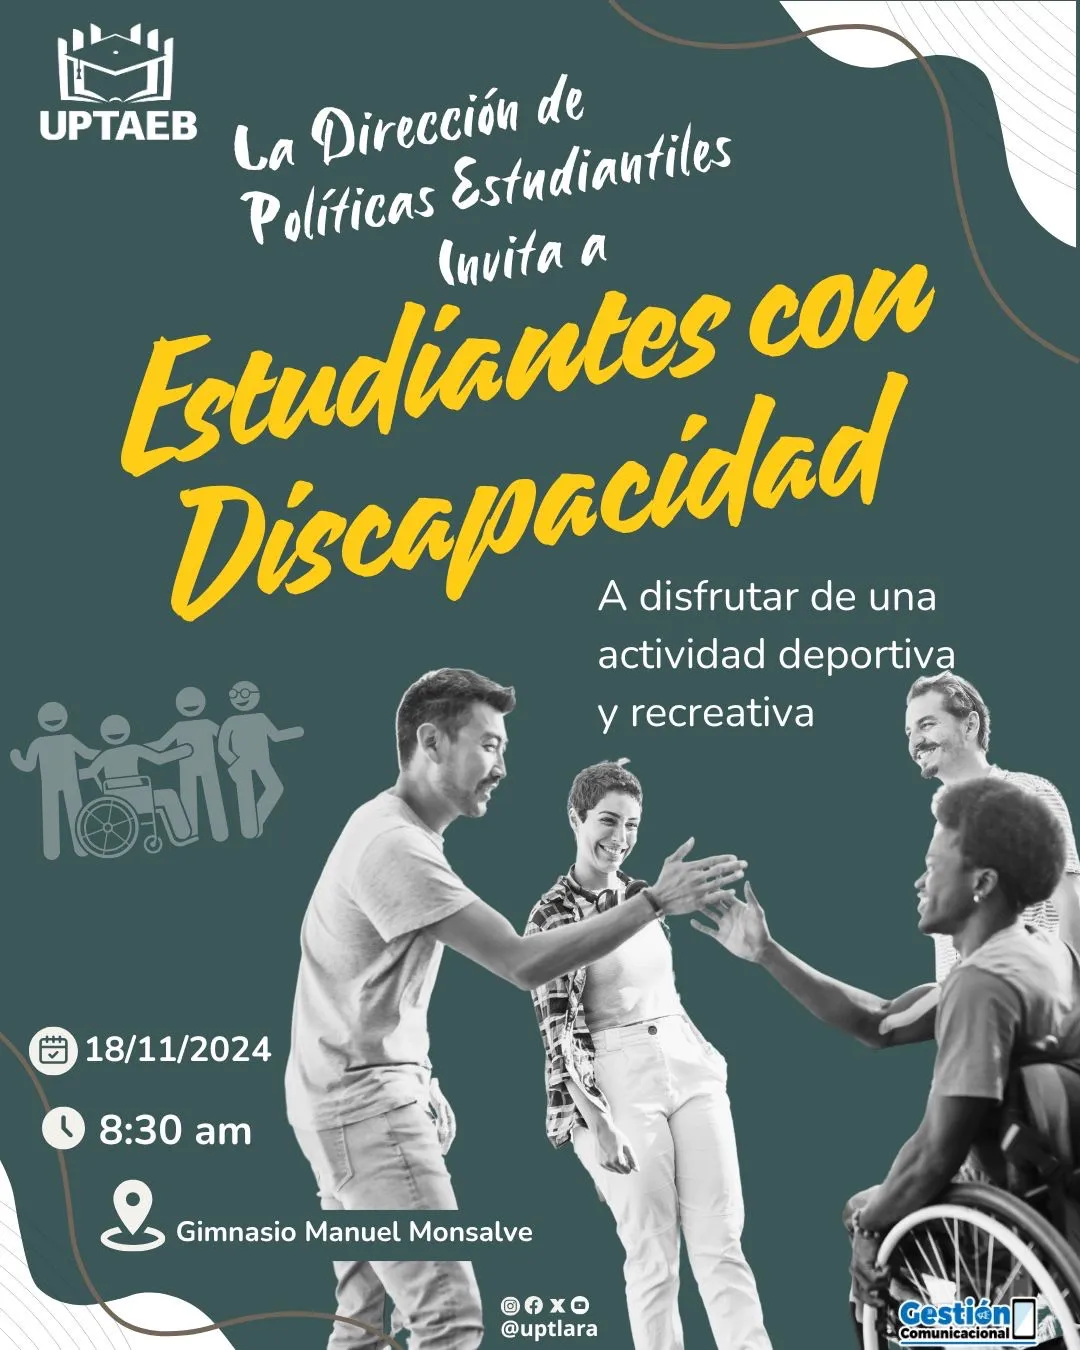 UPTAEB
La Dirección de
Políticas Estudiantiles
Invita a
Estudiantes con
Discapacidad
A disfrutar de una
actividad deportiva
y recreativa
18/11/2024
8:30 am
Gimnasio Manuel Monsalve
@uptlara
Gestión
Comunicacional